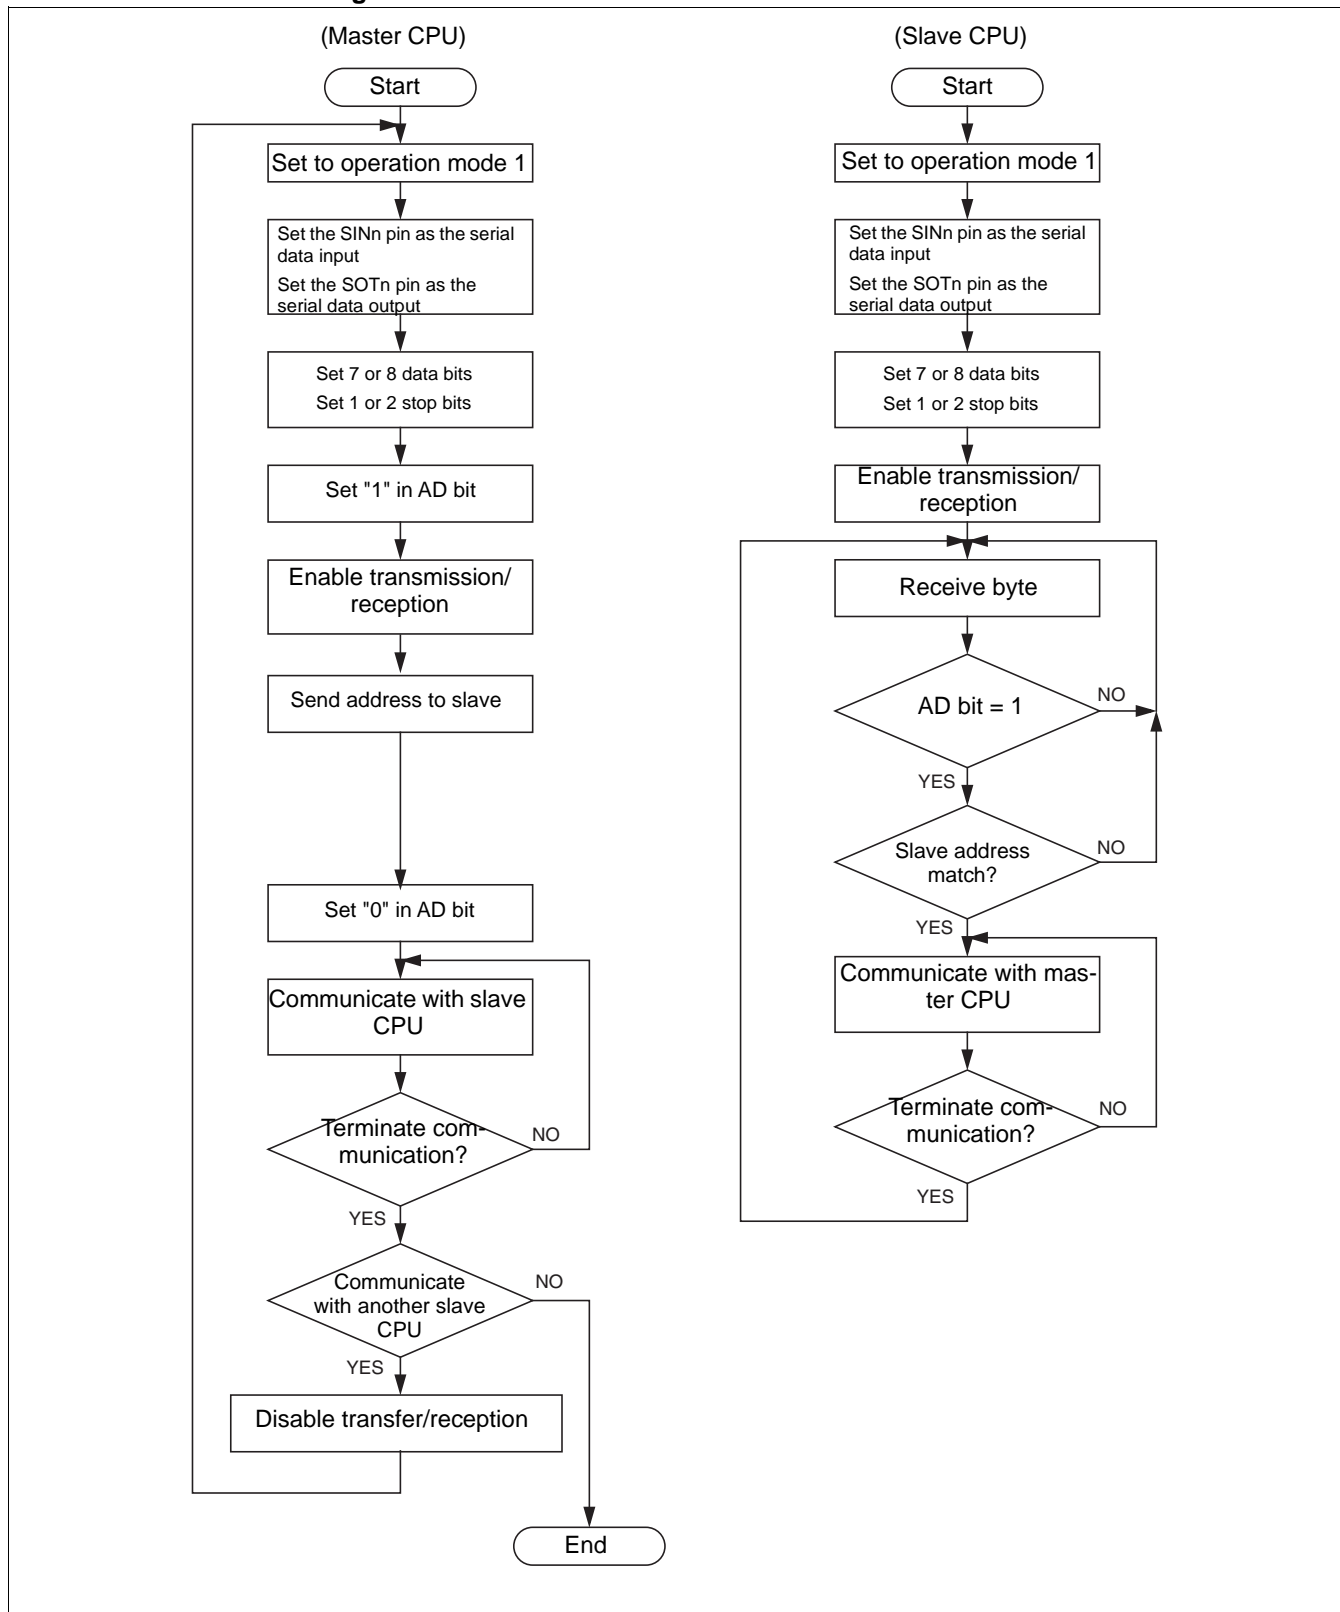 (Master CPU)
Start
Set to operation mode 1
Set the SINn pin as the serial
data input
Set the SOTn pin as the
serial data output
Set 7 or 8 data bits
Set 1 or 2 stop bits
Set "1" in AD bit
Enable transmission/
reception
Send address to slave
Set "0" in AD bit
Communicate with slave
CPU
Terminate com-
munication?
NO
YES
Communicate
with another slave
CPU
NO
YES
Disable transfer/reception
End
(Slave CPU)
Start
Set to operation mode 1
Set the SINn pin as the serial
data input
Set the SOTn pin as the
serial data output
Set 7 or 8 data bits
Set 1 or 2 stop bits
Enable transmission/
reception
Receive byte
AD bit = 1
NO
YES
Slave address
match?
NO
YES
Communicate with mas-
ter CPU
Terminate com-
munication?
NO
YES